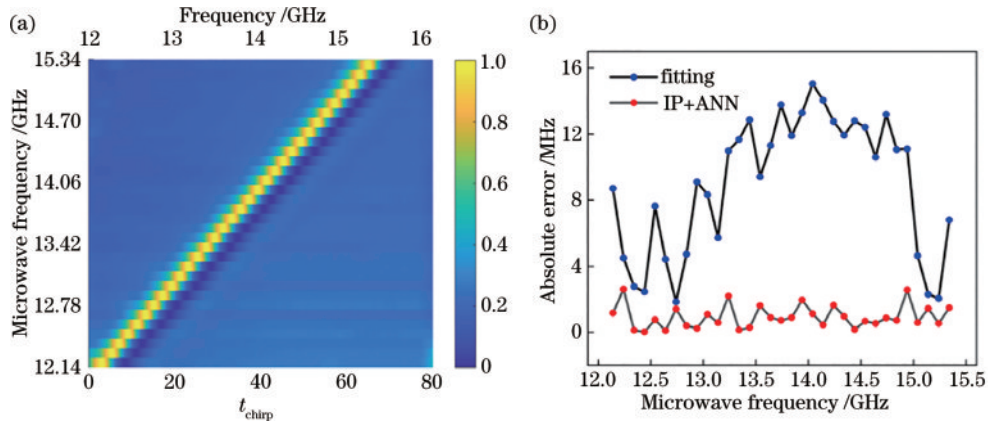 (a)
Frequency /GHz
12 13 14 15 16
Microwave frequency /GHz
15.34
14.70
14.06
13.42
12.78
12.14
0 20 40 60 80
t_chirp
1.0
0.8
0.6
0.4
0.2
0
(b)
Absolute error /MHz
16
12
8
4
0
fitting
IP+ANN
12.0 12.5 13.0 13.5 14.0 14.5 15.0 15.5
Microwave frequency /GHz